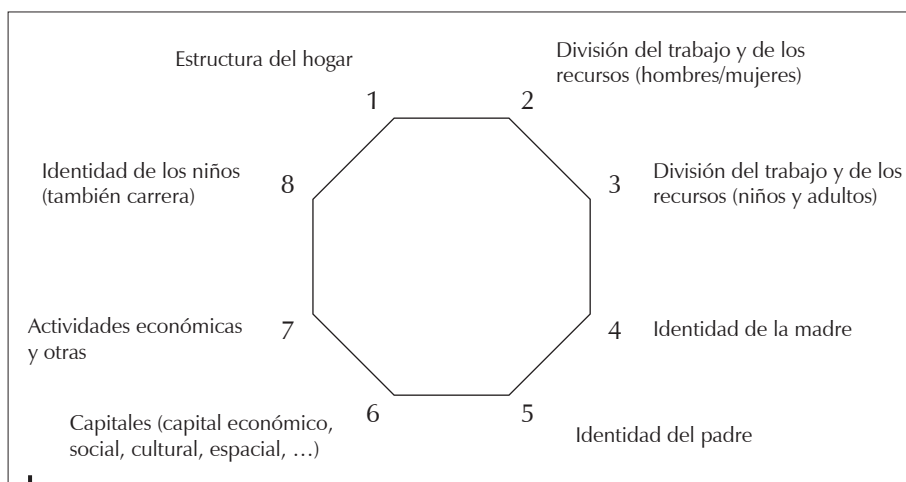 Estructura del hogar
1
División del trabajo y de los
recursos (hombres/mujeres)
2
División del trabajo y de los
recursos (niños y adultos)
3
Identidad de la madre
4
Identidad del padre
5
Capitales (capital económico,
social, cultural, espacial, …)
6
Actividades económicas
y otras
7
Identidad de los niños
(también carrera)
8